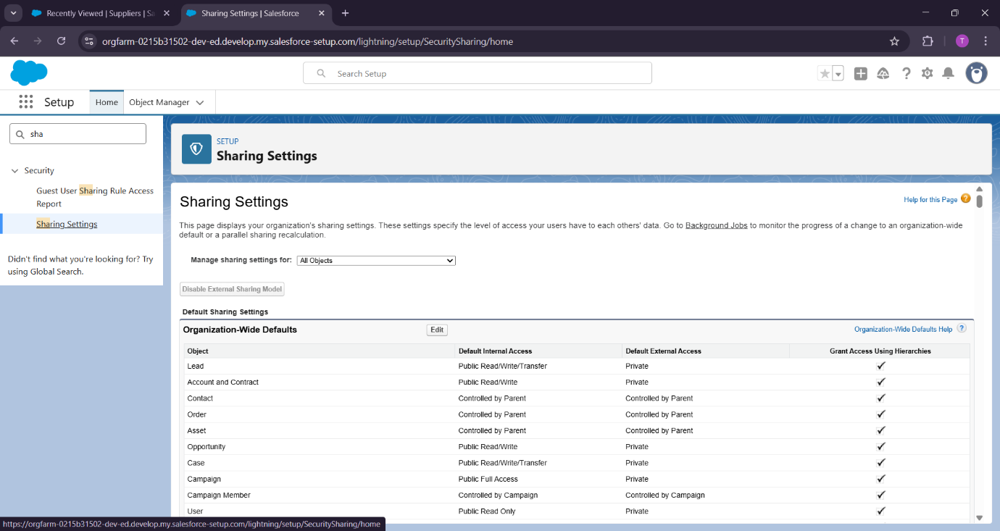 Recently Viewed | Suppliers | Sa
Sharing Settings | Salesforce
orgfarm-0215b31502-dev-ed.develop.my.salesforce-setup.com/lightning/setup/SecuritySharing/home
T
Search Setup
Setup
Home
Object Manager
sha
Security
Guest User Sharing Rule Access
Report
Sharing Settings
Didn't find what you're looking for? Try
using Global Search.
SETUP
Sharing Settings
Sharing Settings
Help for this Page ?
This page displays your organization's sharing settings. These settings specify the level of access your users have to each others' data. Go to Background Jobs to monitor the progress of a change to an organization-wide
default or a parallel sharing recalculation.
Manage sharing settings for: All Objects
Disable External Sharing Model
Default Sharing Settings
Organization-Wide Defaults Edit Organization-Wide Defaults Help ?
Object Default Internal Access Default External Access Grant Access Using Hierarchies
Lead Public Read/Write/Transfer Private
Account and Contract Public Read/Write Private
Contact Controlled by Parent Controlled by Parent
Order Controlled by Parent Controlled by Parent
Asset Controlled by Parent Controlled by Parent
Opportunity Public Read/Write Private
Case Public Read/Write/Transfer Private
Campaign Public Full Access Private
Campaign Member Controlled by Campaign Controlled by Campaign
User Public Read Only Private
https://orgfarm-0215b31502-dev-ed.develop.my.salesforce-setup.com/lightning/setup/SecuritySharing/home